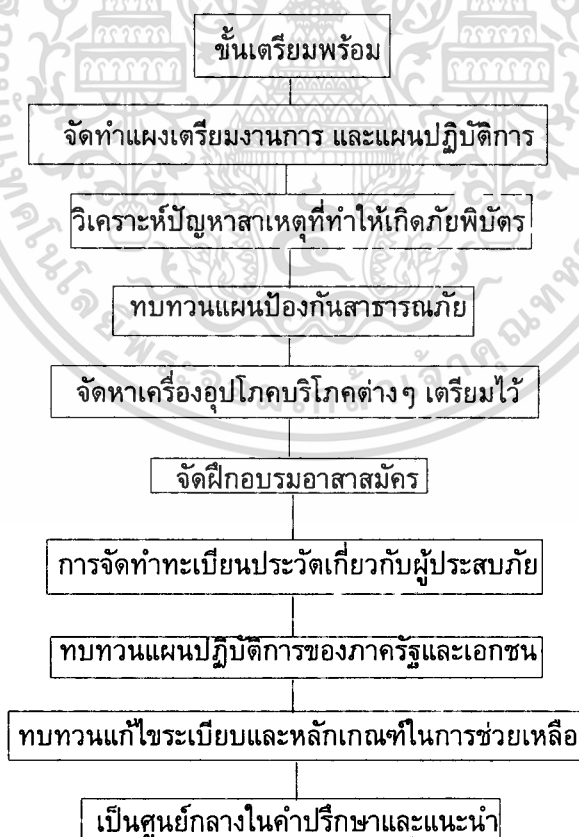 ขั้นเตรียมพร้อม
จัดทำแผงเตรียมงานการ และแผนปฏิบัติการ
วิเคราะห์ปัญหาสาเหตุที่ทำให้เกิดภัยพิบัตร
ทบทวนแผนป้องกันสาธารณภัย
จัดหาเครื่องอุปโภคบริโภคต่างๆ เตรียมไว้
จัดฝึกอบรมอาสาสมัคร
การจัดทำทะเบียนประวัตเกี่ยวกับผู้ประสบภัย
ทบทวนแผนปฏิบัติการของภาครัฐและเอกชน
ทบทวนแก้ไขระเบียบและหลักเกณฑ์ในการช่วยเหลือ
เป็นศูนย์กลางในคำปรึกษาและแนะนำ